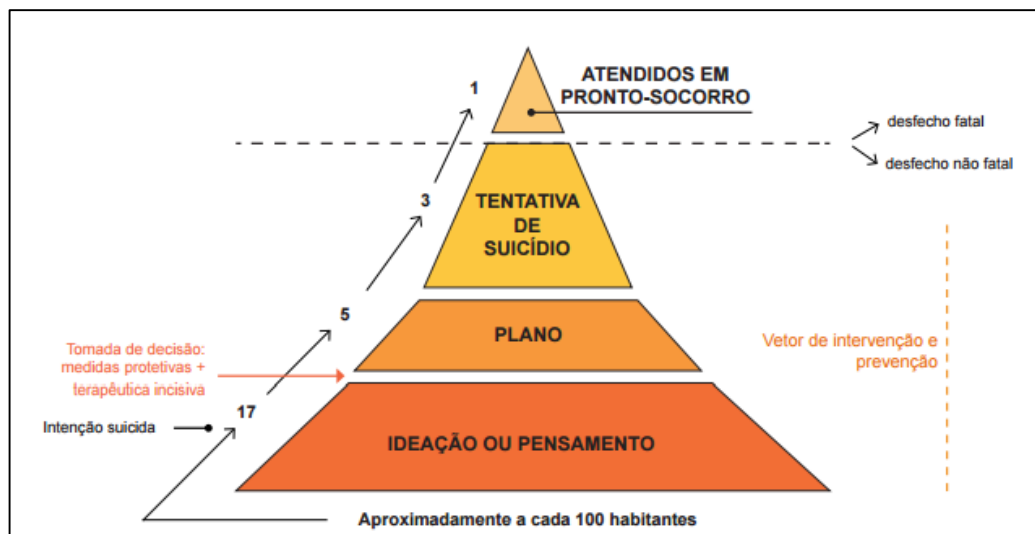 ATENDIDOS EM
PRONTO-SOCORRO
1
desfecho fatal
desfecho não fatal
3
TENTATIVA
DE
SUICÍDIO
5
PLANO
Vetor de intervenção e
prevenção
Tomada de decisão:
medidas protetivas +
terapêutica incisiva
17
Intenção suicida
IDEAÇÃO OU PENSAMENTO
Aproximadamente a cada 100 habitantes